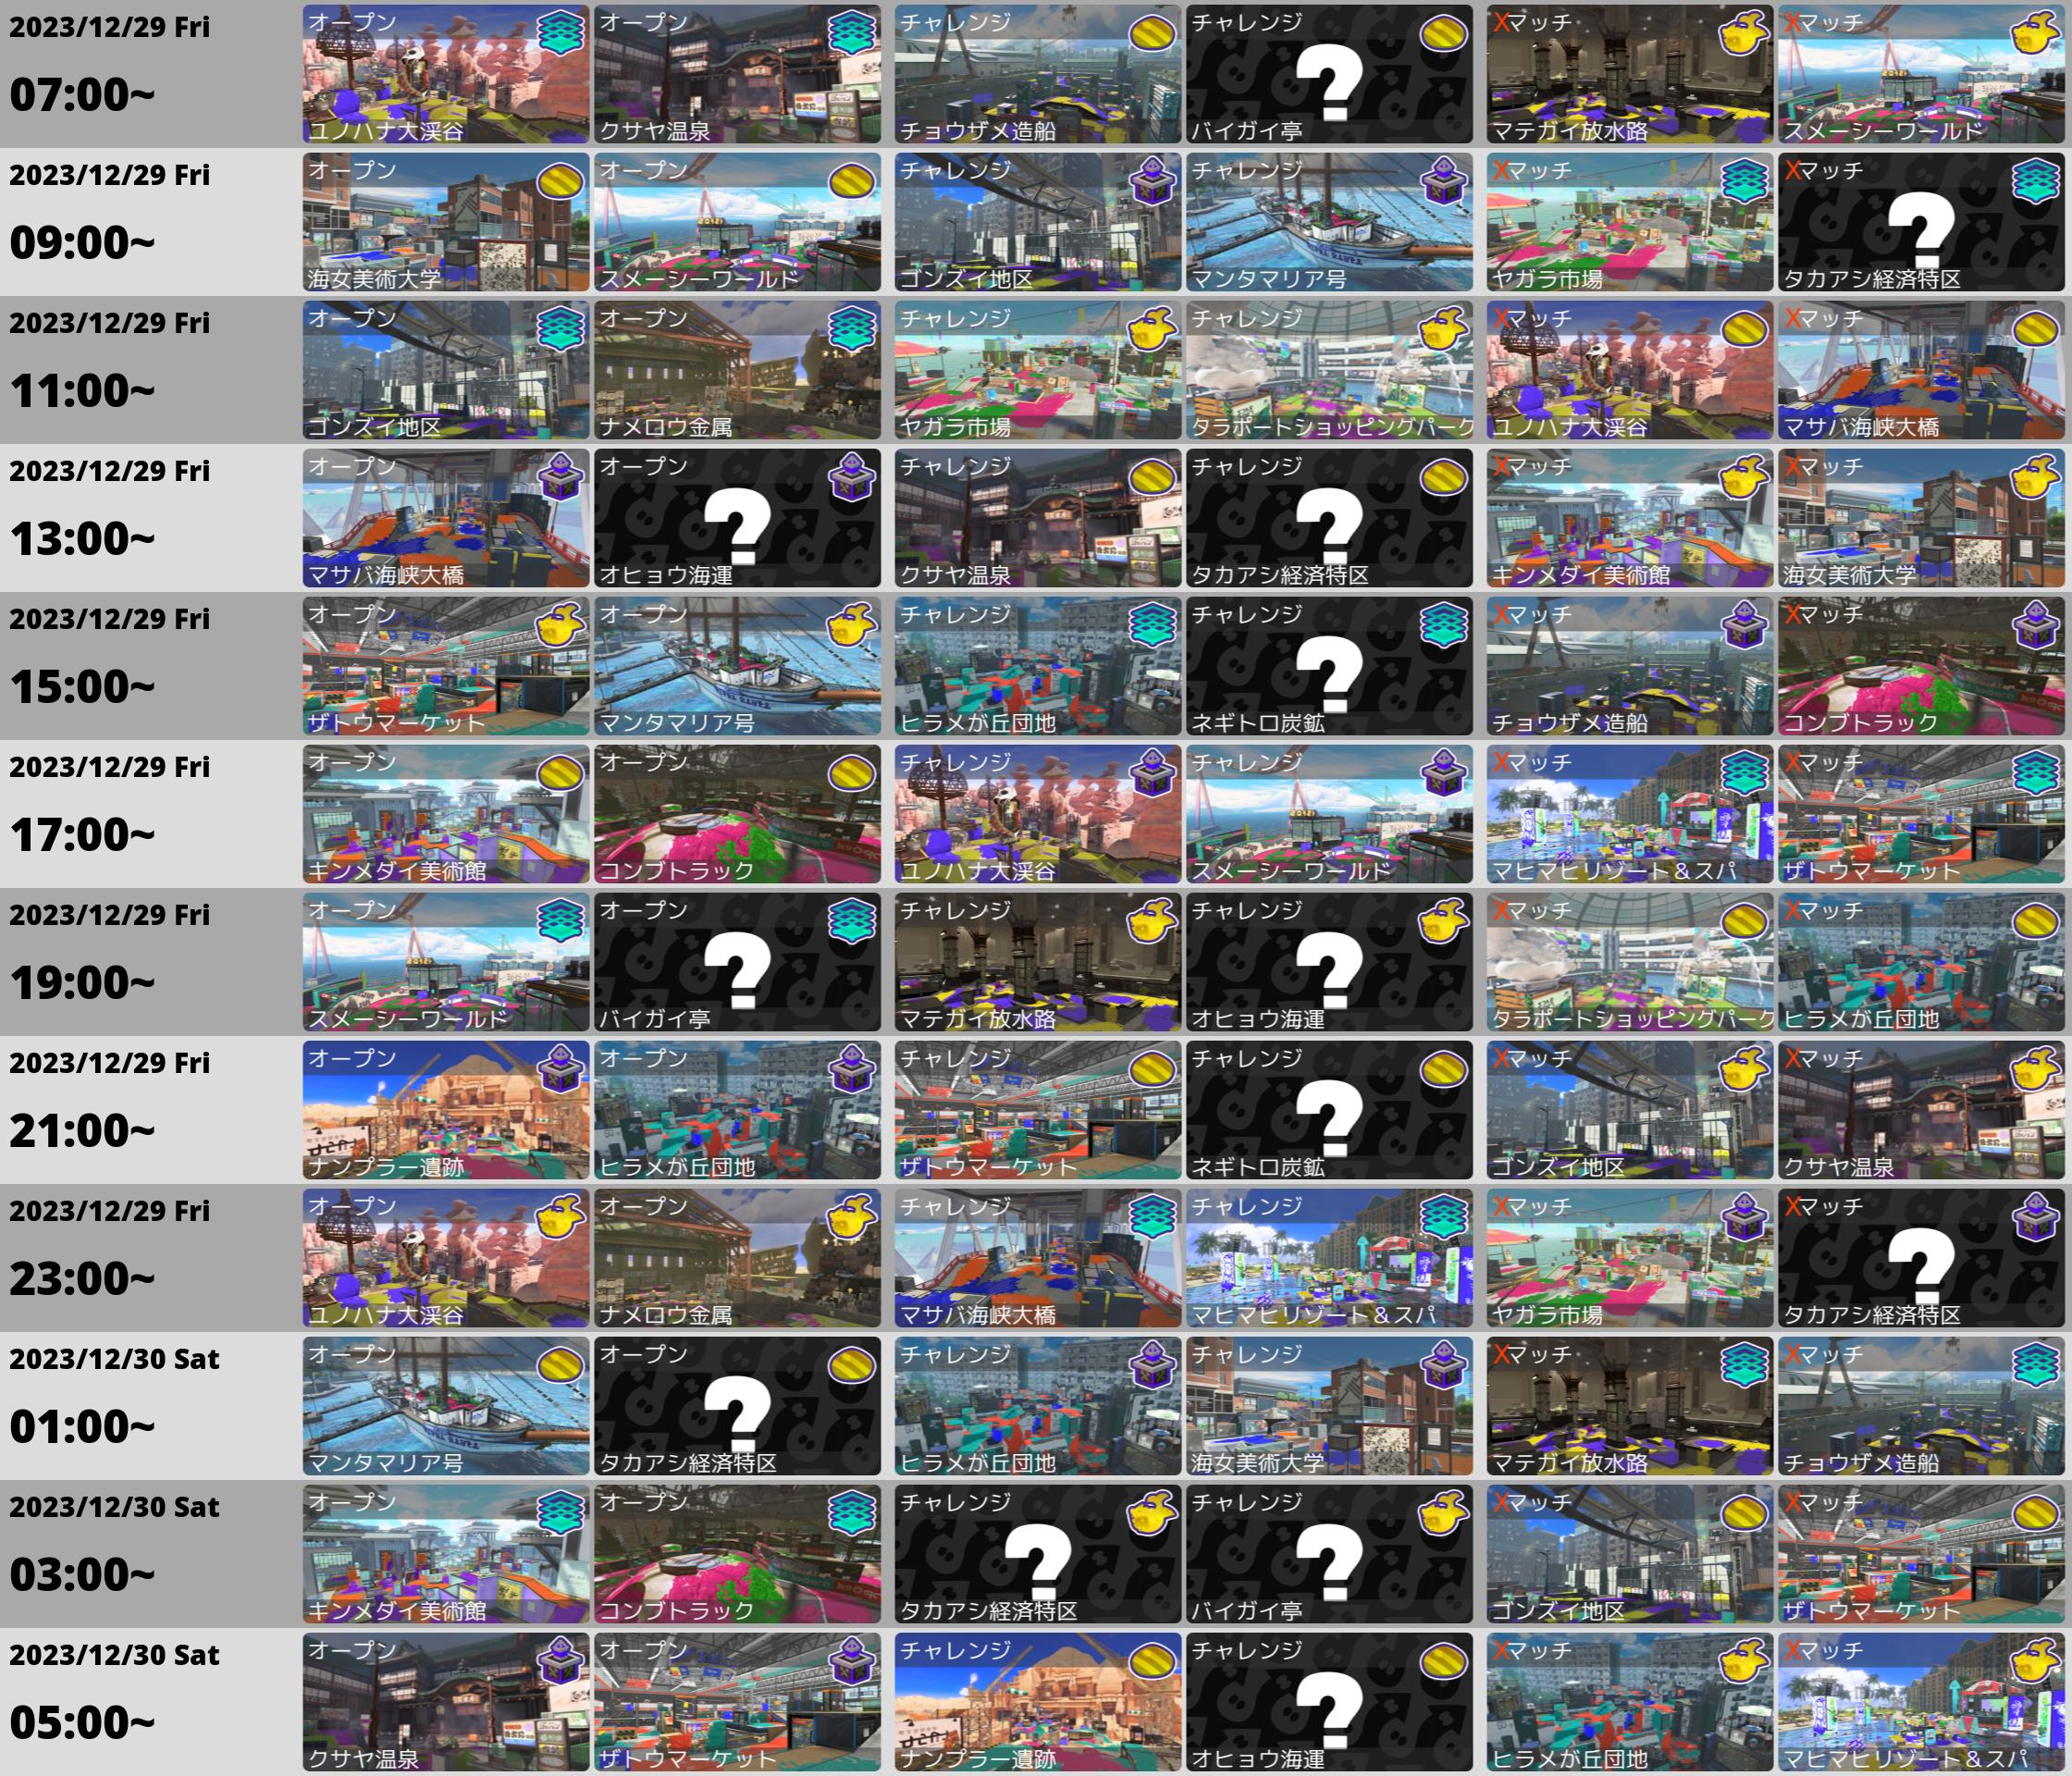 2023/12/29 Fri
07:00~
オープン ユノハナ大渓谷
オープン クサヤ温泉
チャレンジ チョウザメ造船
チャレンジ バイガイ亭
Xマッチ マテガイ放水路
Xマッチ スメーシーワールド
2023/12/29 Fri
09:00~
オープン 海女美術大学
オープン スメーシーワールド
チャレンジ ゴンズイ地区
チャレンジ マンタマリア号
Xマッチ ヤガラ市場
Xマッチ タカアシ経済特区
2023/12/29 Fri
11:00~
オープン ゴンズイ地区
オープン ナメロウ金属
チャレンジ ヤガラ市場
チャレンジ タラポートショッピングパーク
Xマッチ ユノハナ大渓谷
Xマッチ マサバ海峡大橋
2023/12/29 Fri
13:00~
オープン マサバ海峡大橋
オープン オヒョウ海運
チャレンジ クサヤ温泉
チャレンジ タカアシ経済特区
Xマッチ キンメダイ美術館
Xマッチ 海女美術大学
2023/12/29 Fri
15:00~
オープン ザトウマーケット
オープン マンタマリア号
チャレンジ ヒラメが丘団地
チャレンジ ネギトロ炭鉱
Xマッチ チョウザメ造船
Xマッチ コンブトラック
2023/12/29 Fri
17:00~
オープン キンメダイ美術館
オープン コンブトラック
チャレンジ ユノハナ大渓谷
チャレンジ スメーシーワールド
Xマッチ マヒマヒリゾート＆スパ
Xマッチ ザトウマーケット
2023/12/29 Fri
19:00~
オープン スメーシーワールド
オープン バイガイ亭
チャレンジ マテガイ放水路
チャレンジ オヒョウ海運
Xマッチ タラポートショッピングパーク
Xマッチ ヒラメが丘団地
2023/12/29 Fri
21:00~
オープン ナンプラー遺跡
オープン ヒラメが丘団地
チャレンジ ザトウマーケット
チャレンジ ネギトロ炭鉱
Xマッチ ゴンズイ地区
Xマッチ クサヤ温泉
2023/12/29 Fri
23:00~
オープン ユノハナ大渓谷
オープン ナメロウ金属
チャレンジ マサバ海峡大橋
チャレンジ マヒマヒリゾート＆スパ
Xマッチ ヤガラ市場
Xマッチ タカアシ経済特区
2023/12/30 Sat
01:00~
オープン マンタマリア号
オープン タカアシ経済特区
チャレンジ ヒラメが丘団地
チャレンジ 海女美術大学
Xマッチ マテガイ放水路
Xマッチ チョウザメ造船
2023/12/30 Sat
03:00~
オープン キンメダイ美術館
オープン コンブトラック
チャレンジ タカアシ経済特区
チャレンジ バイガイ亭
Xマッチ ゴンズイ地区
Xマッチ ザトウマーケット
2023/12/30 Sat
05:00~
オープン クサヤ温泉
オープン ザトウマーケット
チャレンジ ナンプラー遺跡
チャレンジ オヒョウ海運
Xマッチ ヒラメが丘団地
Xマッチ マヒマヒリゾート＆スパ